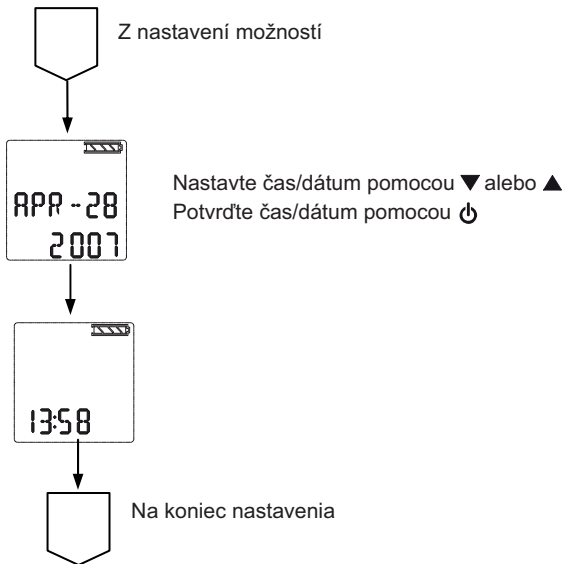 Z nastavení možností
APR-28
2007
Nastavte čas/dátum pomocou ▼ alebo ▲
Potvrďte čas/dátum pomocou ⏻
13:58
Na koniec nastavenia